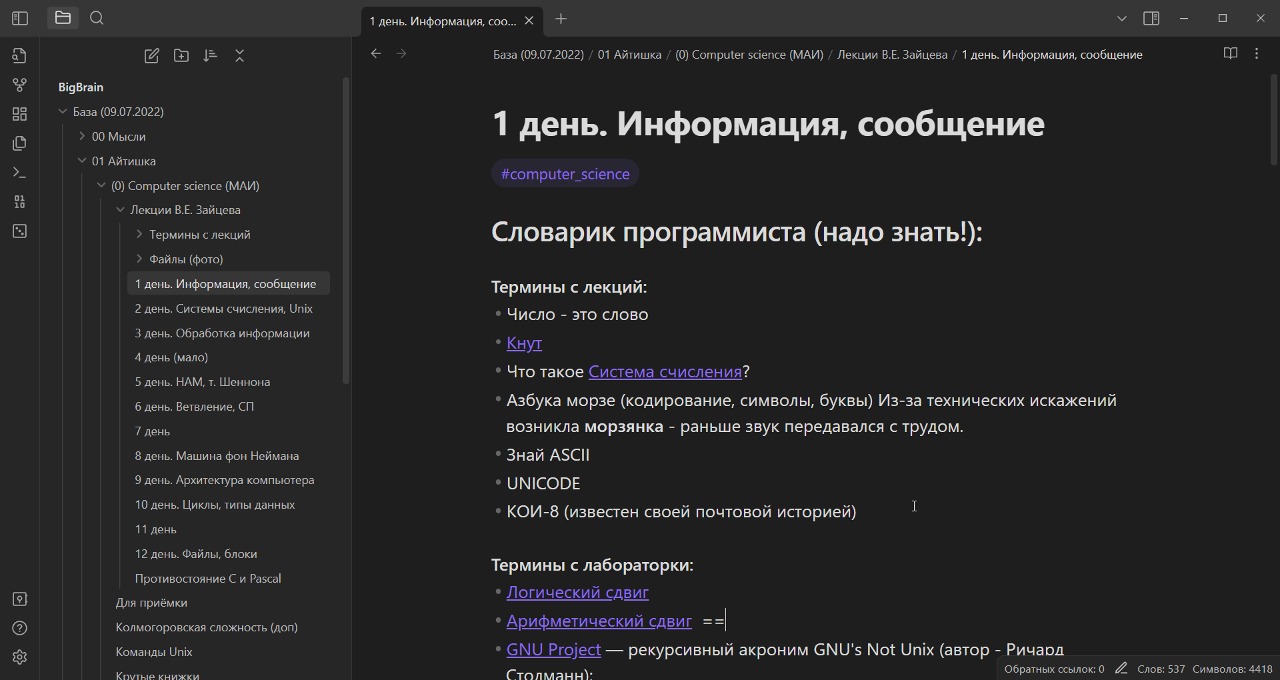 1 день. Информация, соо...
База (09.07.2022) / 01 Айтишка / (0) Computer science (МАИ) / Лекции В.Е. Зайцева / 1 день. Информация, сообщение
BigBrain
База (09.07.2022)
00 Мысли
01 Айтишка
(0) Computer science (МАИ)
Лекции В.Е. Зайцева
Термины с лекций
Файлы (фото)
1 день. Информация, сообщение
2 день. Системы счисления, Unix
3 день. Обработка информации
4 день (мало)
5 день. НАМ, т. Шеннона
6 день. Ветвление, СП
7 день
8 день. Машина фон Неймана
9 день. Архитектура компьютера
10 день. Циклы, типы данных
11 день
12 день. Файлы, блоки
Противостояние C и Pascal
Для приёмки
Колмогоровская сложность (доп)
Команды Unix
Крутые книжки
1 день. Информация, сообщение
#computer_science
Словарик программиста (надо знать!):
Термины с лекций:
Число - это слово
Кнут
Что такое Система счисления?
Азбука морзе (кодирование, символы, буквы) Из-за технических искажений
возникла морзянка - раньше звук передавался с трудом.
Знай ASCII
UNICODE
КОИ-8 (известен своей почтовой историей)
Термины с лабораторки:
Логический сдвиг
Арифметический сдвиг ==
GNU Project — рекурсивный акроним GNU's Not Unix (автор - Ричард
Столманн):
Обратных ссылок: 0 Слов: 537 Символов: 4418